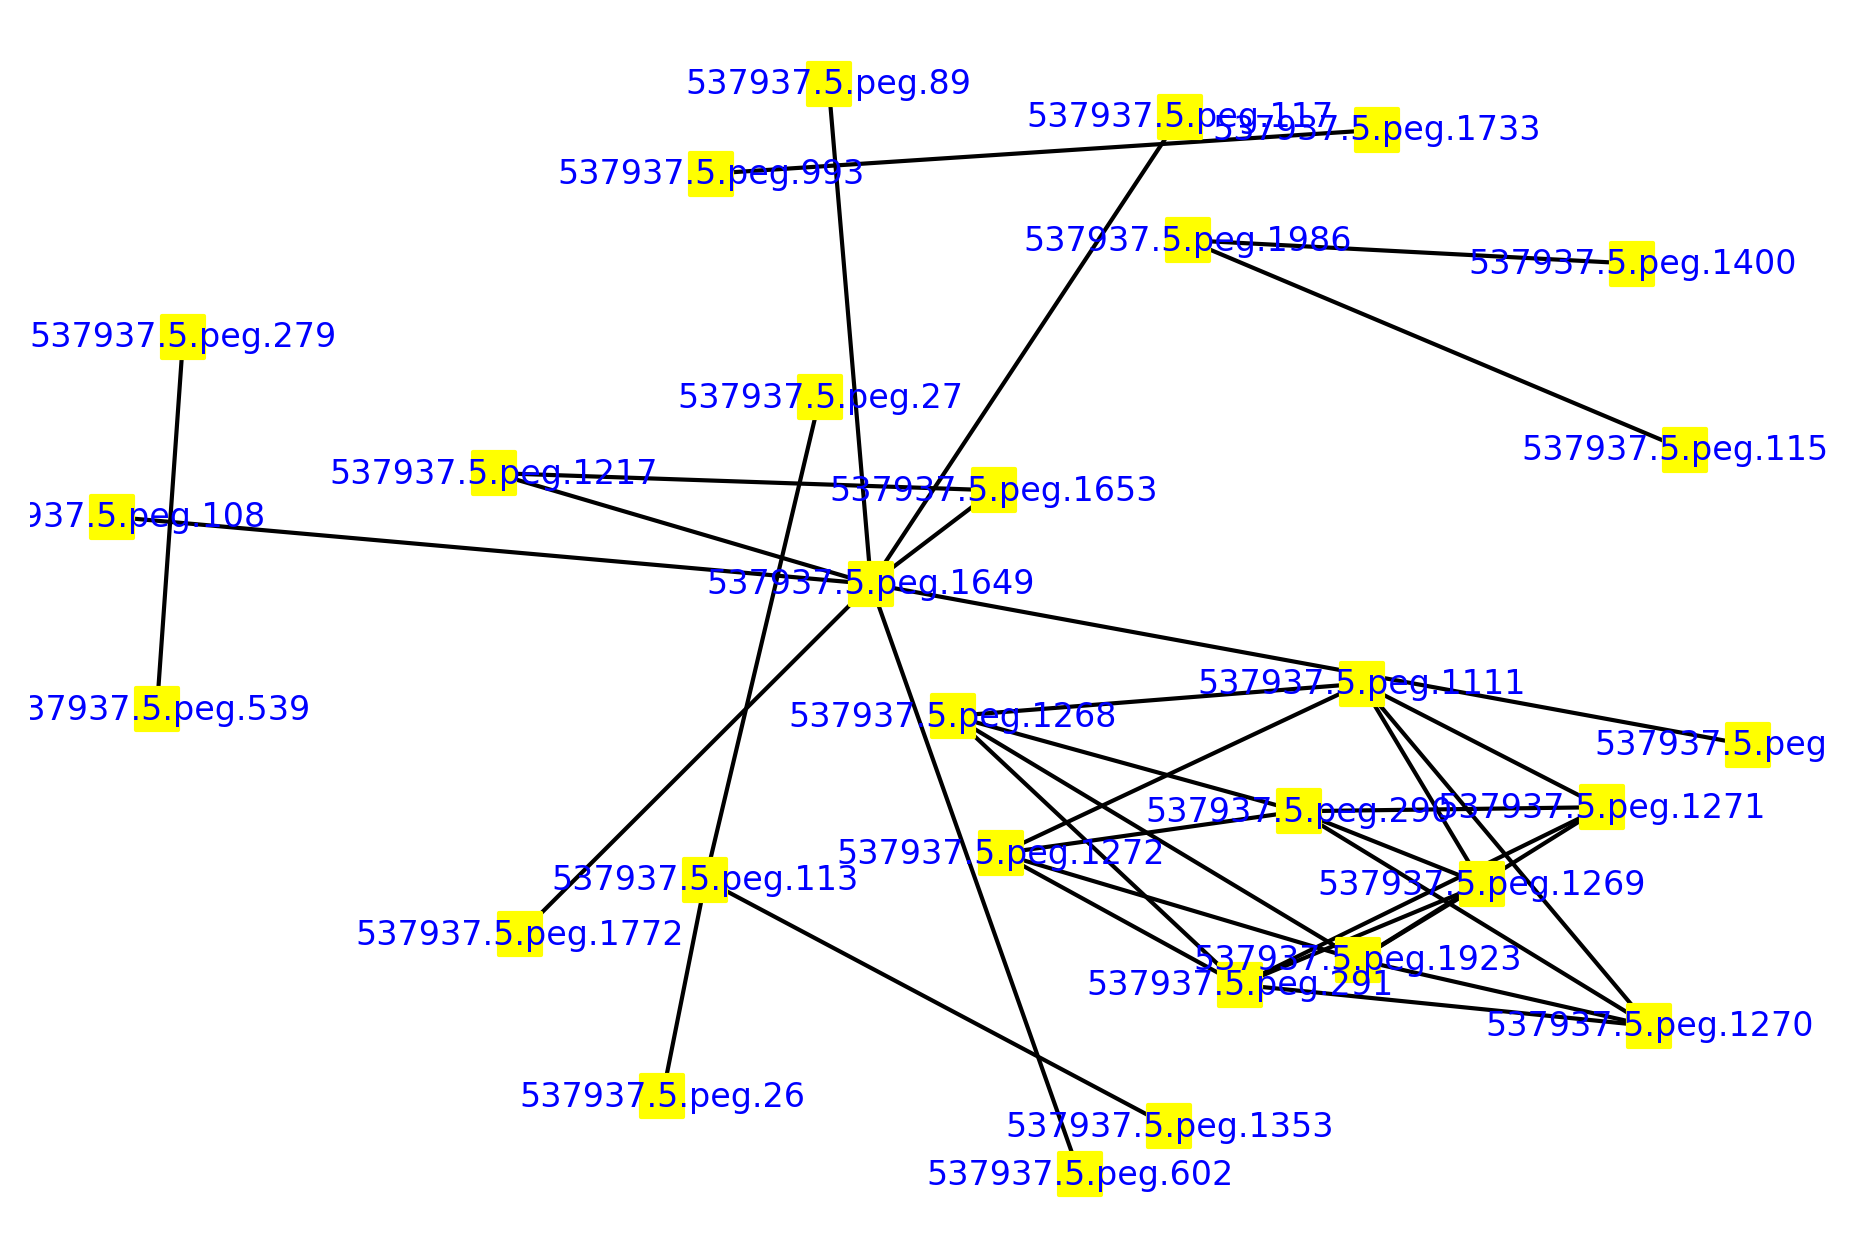 537937.5.peg.89
537937.5.peg.117
537937.5.peg.1733
537937.5.peg.993
537937.5.peg.1986
537937.5.peg.1400
537937.5.peg.279
537937.5.peg.27
537937.5.peg.115
537937.5.peg.1217
537937.5.peg.1653
937.5.peg.108
537937.5.peg.1649
537937.5.peg.1111
37937.5.peg.539
537937.5.peg.1268
537937.5.peg
537937.5.peg.290
537937.5.peg.1271
537937.5.peg.1272
537937.5.peg.113
537937.5.peg.1269
537937.5.peg.1772
537937.5.peg.1923
537937.5.peg.291
537937.5.peg.1270
537937.5.peg.26
537937.5.peg.1353
537937.5.peg.602